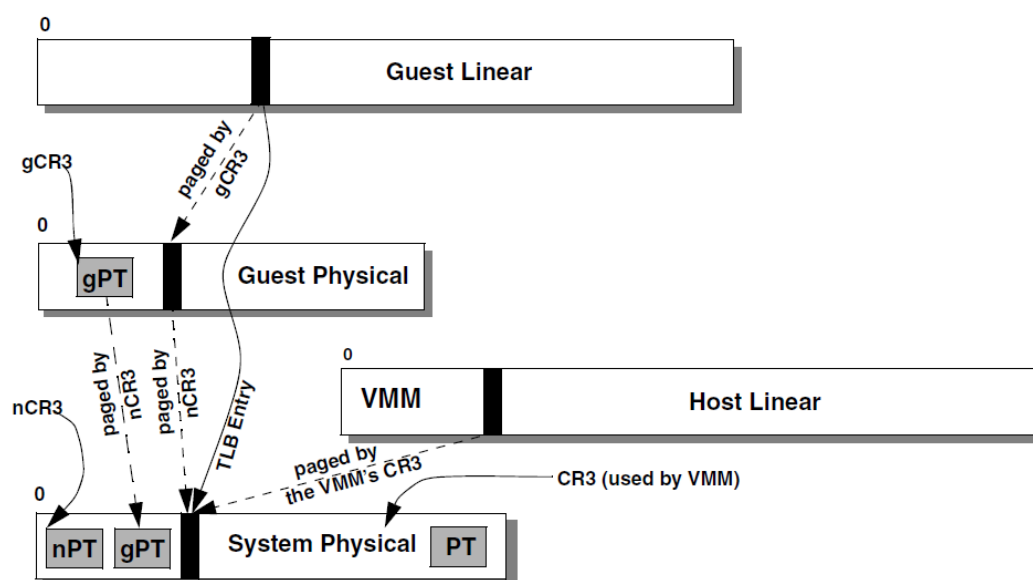 0
Guest Linear
paged by
gCR3
gCR3
0
gPT
Guest Physical
paged by
nCR3
paged by
nCR3
TLB Entry
0
VMM
Host Linear
nCR3
paged by
the VMM's CR3
CR3 (used by VMM)
0
nPT
gPT
System Physical
PT